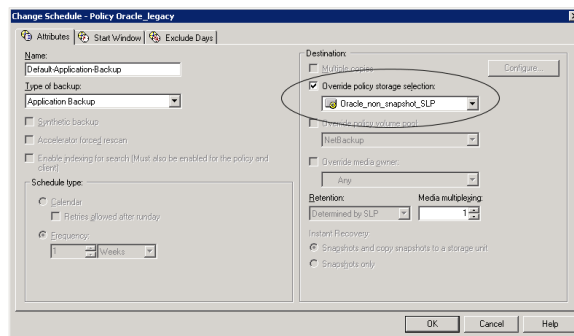 Change Schedule - Policy Oracle_legacy
Attributes
Start Window
Exclude Days
Name:
Default-Application-Backup
Type of backup:
Application Backup
Synthetic backup
Accelerator forced rescan
Enable indexing for search (Must also be enabled for the policy and
client)
Schedule type:
Calendar
Retries allowed after runday
Frequency:
1 Weeks
Destination:
Multiple copies
Configure...
Override policy storage selection:
Oracle_non_snapshot_SLP
Override policy volume pool:
NetBackup
Override media owner:
Any
Retention:
Media multiplexing:
Determined by SLP
1
Instant Recovery:
Snapshots and copy snapshots to a storage unit
Snapshots only
OK
Cancel
Help